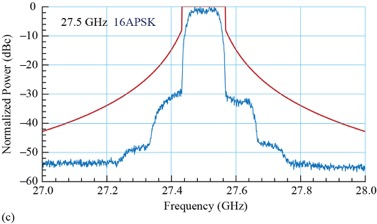 0
27.5 GHz 16APSK
−10
−20
−30
−40
−50
−60
Normalized Power (dBc)
27.0 27.2 27.4 27.6 27.8 28.0
Frequency (GHz)
(c)